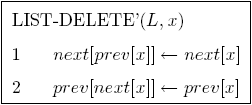 LIST-DELETE'(L, x)
1 next[prev[x]] ← next[x]
2 prev[next[x]] ← prev[x]